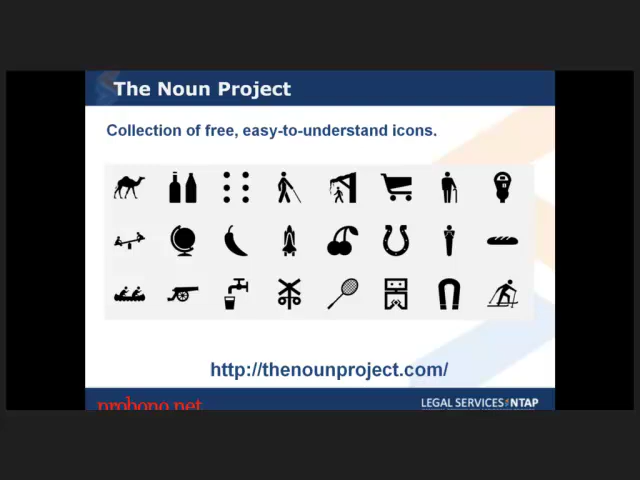 The Noun Project
Collection of free, easy-to-understand icons.
http://thenounproject.com/
probono.net
LEGAL SERVICES NTAP